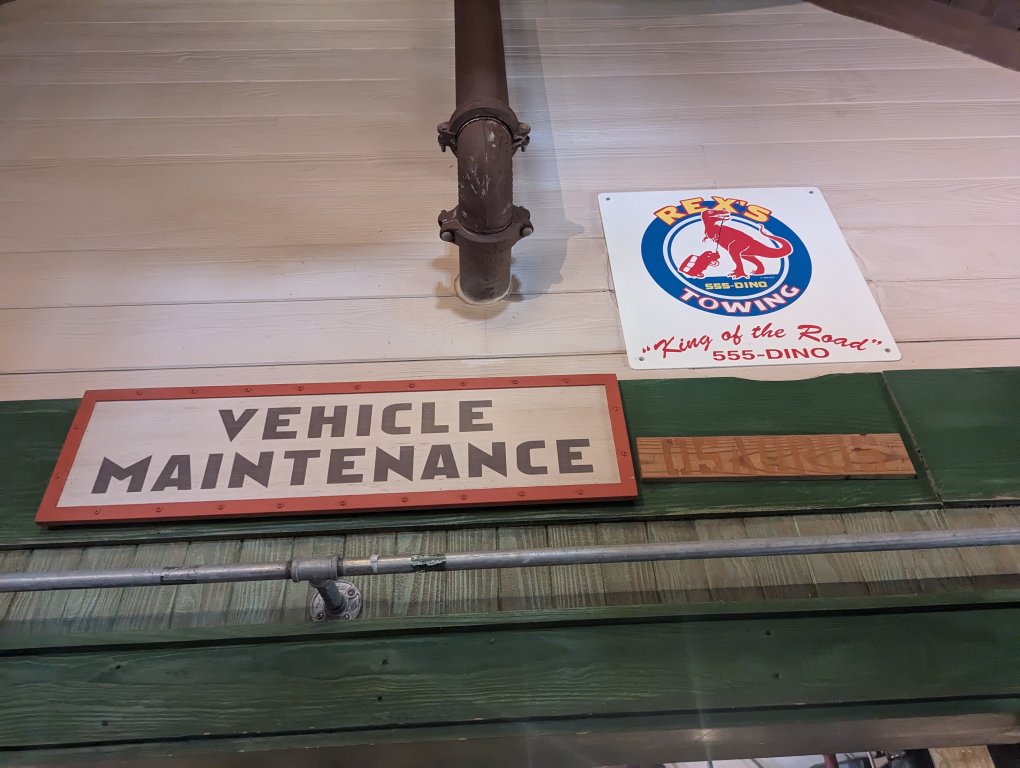 REX'S
555-DINO
TOWING
"King of the Road"
555-DINO
VEHICLE
MAINTENANCE